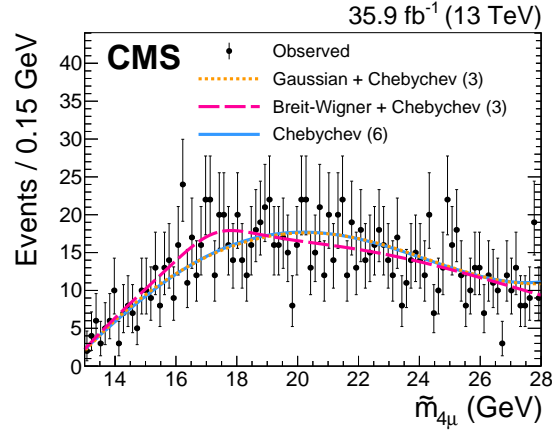 35.9 fb⁻¹ (13 TeV)
CMS
Observed
Gaussian + Chebychev (3)
Breit-Wigner + Chebychev (3)
Chebychev (6)
Events / 0.15 GeV
40
35
30
25
20
15
10
5
0
14 16 18 20 22 24 26 28
m̃₄μ (GeV)